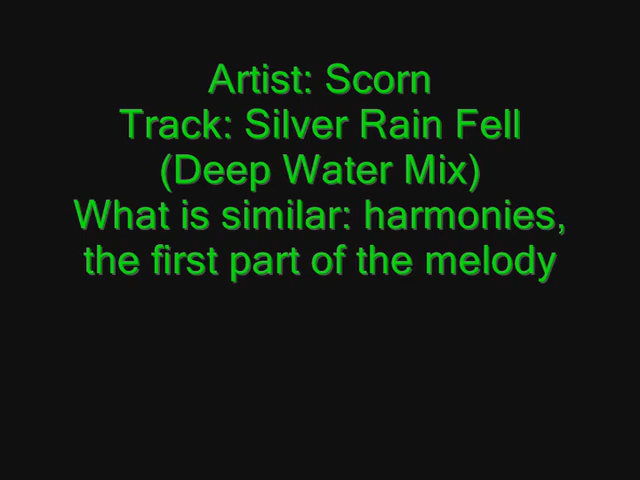 Artist: Scorn
Track: Silver Rain Fell
(Deep Water Mix)
What is similar: harmonies,
the first part of the melody